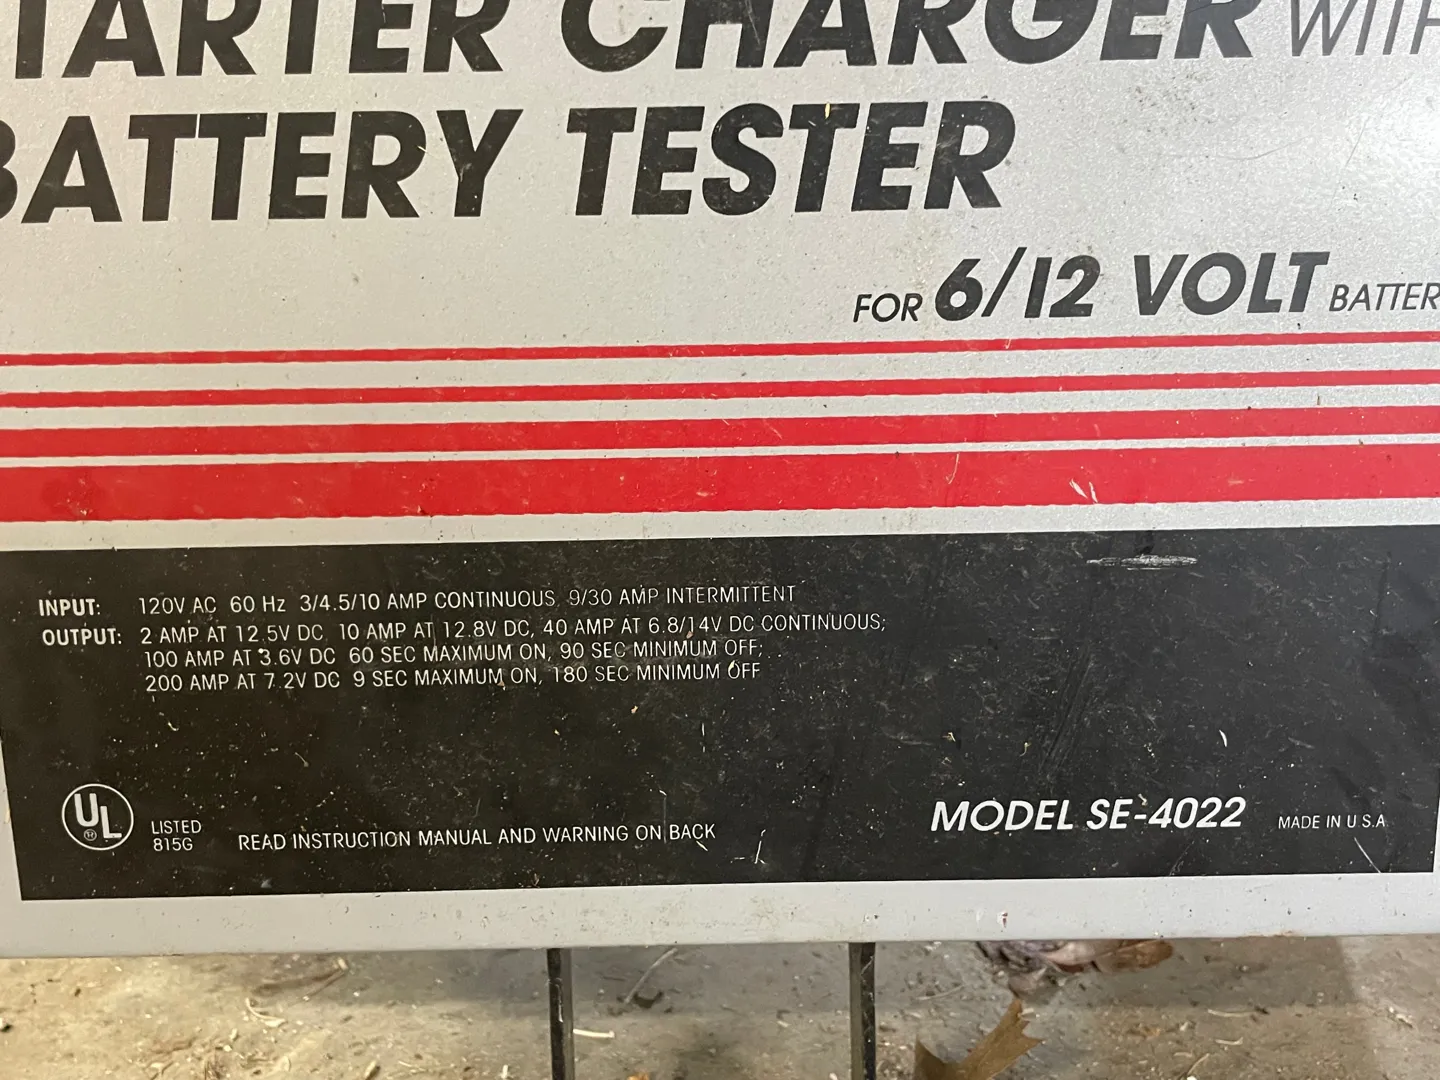 TARTER CHARGER WITH
BATTERY TESTER
FOR 6/12 VOLT BATTER
INPUT: 120V AC 60 Hz 3/4.5/10 AMP CONTINUOUS, 9/30 AMP INTERMITTENT
OUTPUT: 2 AMP AT 12.5V DC, 10 AMP AT 12.8V DC, 40 AMP AT 6.8/14V DC CONTINUOUS;
100 AMP AT 3.6V DC 60 SEC MAXIMUM ON, 90 SEC MINIMUM OFF;
200 AMP AT 7.2V DC 9 SEC MAXIMUM ON, 180 SEC MINIMUM OFF
UL ®
LISTED
815G
READ INSTRUCTION MANUAL AND WARNING ON BACK
MODEL SE-4022 MADE IN U.S.A.